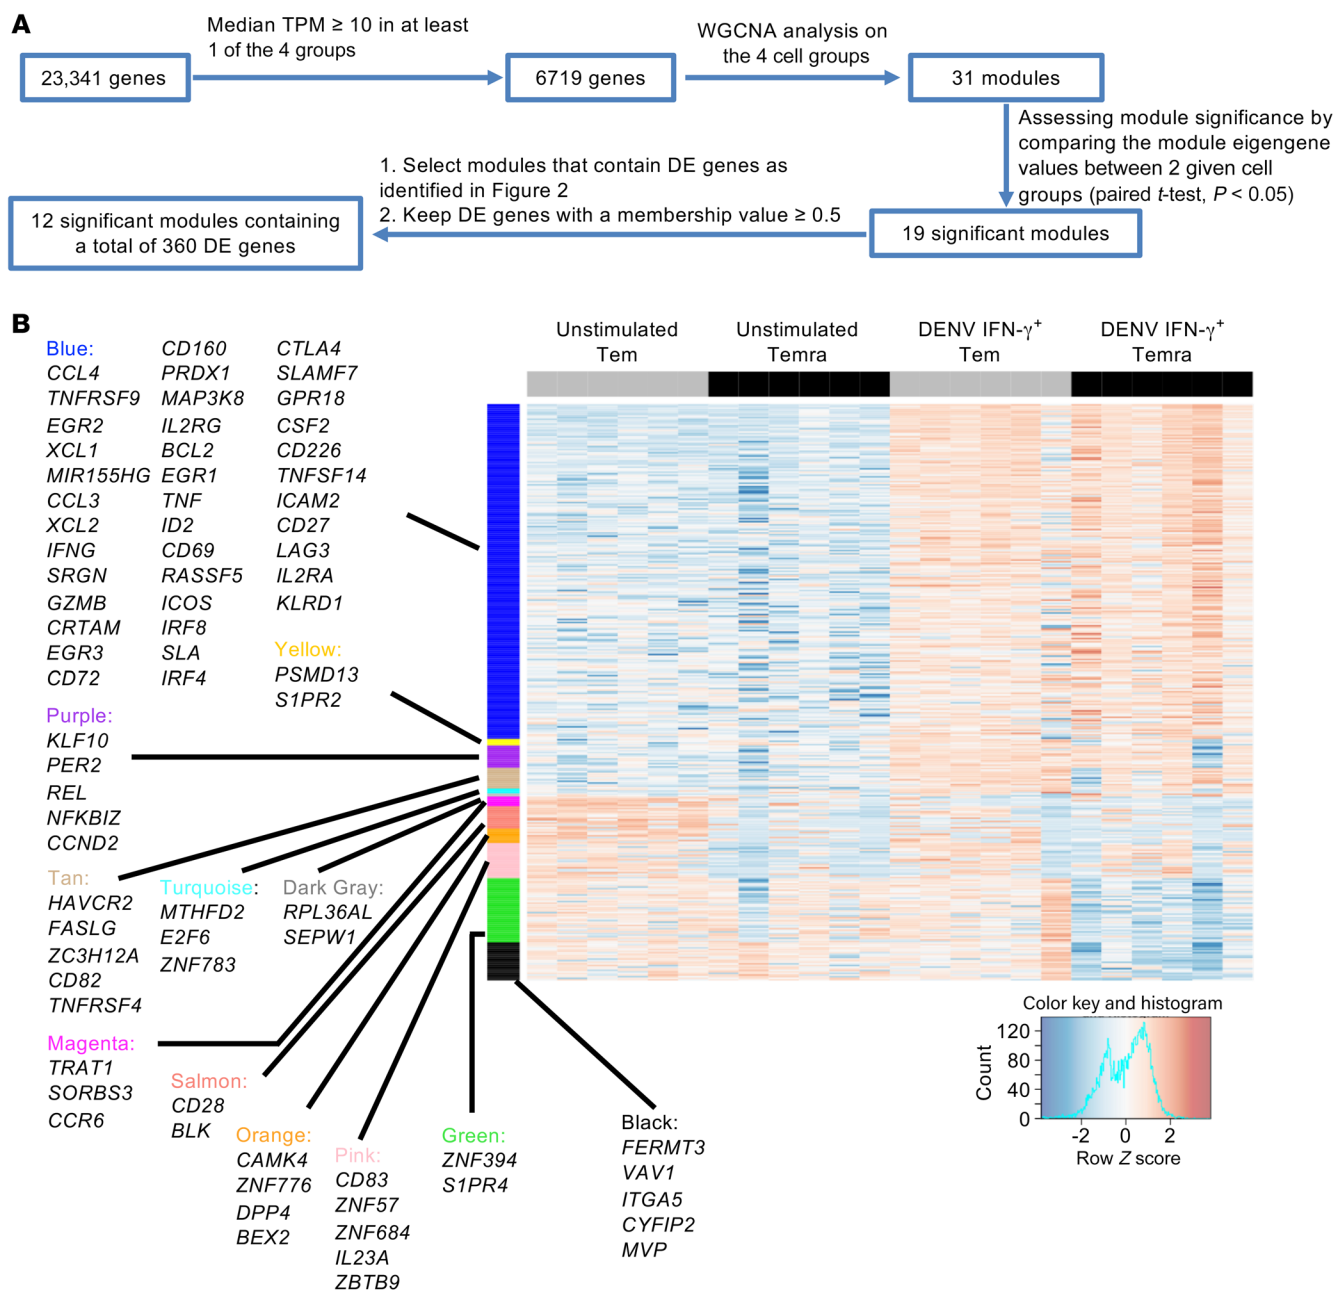 A
Median TPM ≥ 10 in at least
1 of the 4 groups
WGCNA analysis on
the 4 cell groups
23,341 genes
6719 genes
31 modules
Assessing module significance by
comparing the module eigengene
values between 2 given cell
groups (paired t-test, P < 0.05)
1. Select modules that contain DE genes as
identified in Figure 2
2. Keep DE genes with a membership value ≥ 0.5
12 significant modules containing
a total of 360 DE genes
19 significant modules
B
Unstimulated
Tem
Unstimulated
Temra
DENV IFN-γ+
Tem
DENV IFN-γ+
Temra
Blue:
CCL4
TNFRSF9
EGR2
XCL1
MIR155HG
CCL3
XCL2
IFNG
SRGN
GZMB
CRTAM
EGR3
CD72
CD160
PRDX1
MAP3K8
IL2RG
BCL2
EGR1
TNF
ID2
CD69
RASSF5
ICOS
IRF8
SLA
IRF4
CTLA4
SLAMF7
GPR18
CSF2
CD226
TNFSF14
ICAM2
CD27
LAG3
IL2RA
KLRD1
Yellow:
PSMD13
S1PR2
Purple:
KLF10
PER2
REL
NFKBIZ
CCND2
Tan:
HAVCR2
FASLG
ZC3H12A
CD82
TNFRSF4
Turquoise:
MTHFD2
E2F6
ZNF783
Dark Gray:
RPL36AL
SEPW1
Magenta:
TRAT1
SORBS3
CCR6
Salmon:
CD28
BLK
Orange:
CAMK4
ZNF776
DPP4
BEX2
Pink:
CD83
ZNF57
ZNF684
IL23A
ZBTB9
Green:
ZNF394
S1PR4
Black:
FERMT3
VAV1
ITGA5
CYFIP2
MVP
Color key and histogram
Count
120
80
40
0
-2 0 2
Row Z score